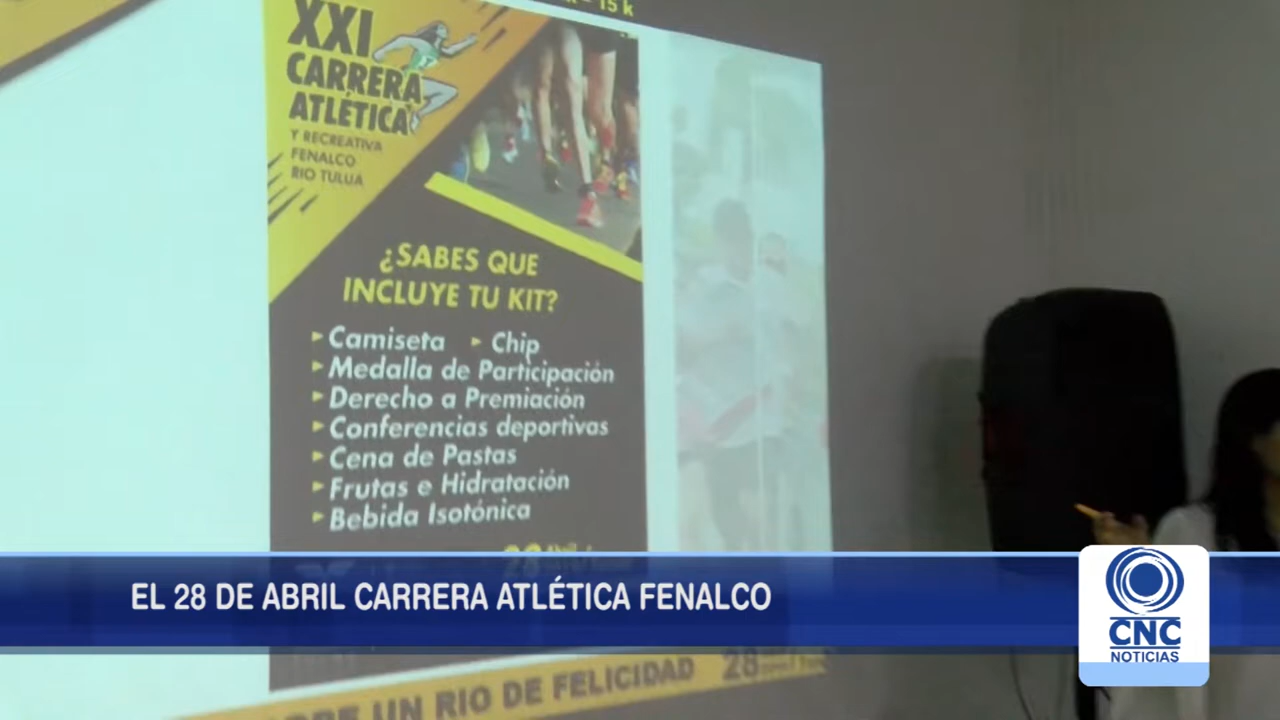 15 k
XXI
CARRERA
ATLÉTICA
Y RECREATIVA
FENALCO
RIO TULUÁ
¿SABES QUE
INCLUYE TU KIT?
Camiseta Chip
Medalla de Participación
Derecho a Premiación
Conferencias deportivas
Cena de Pastas
Frutas e Hidratación
Bebida Isotónica
EL 28 DE ABRIL CARRERA ATLÉTICA FENALCO
CNC
NOTICIAS
UN RIO DE FELICIDAD 28